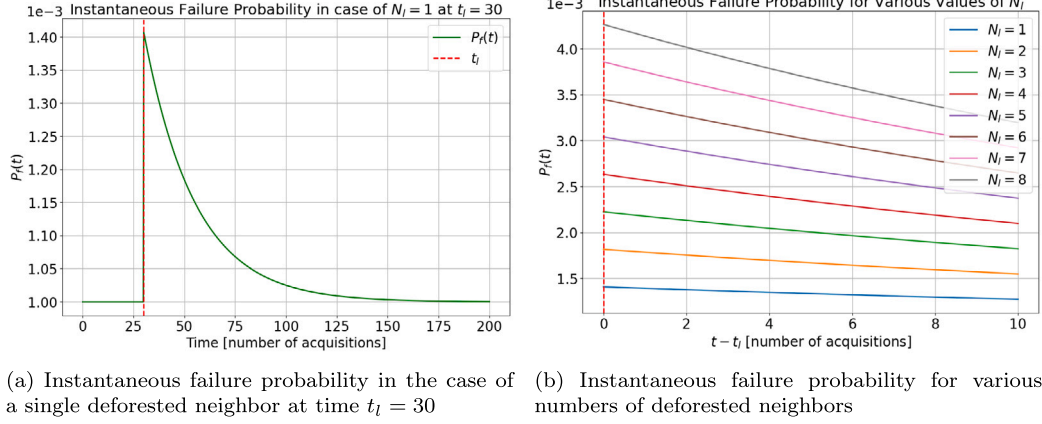 1e-3 Instantaneous Failure Probability in case of N_l = 1 at t_l = 30
1.40
1.35
1.30
1.25
1.20
1.15
1.10
1.05
1.00
P_f(t)
P_f(t)
t_l
0 25 50 75 100 125 150 175 200
Time [number of acquisitions]
(a) Instantaneous failure probability in the case of
a single deforested neighbor at time t_l = 30
1e-3 Instantaneous Failure Probability for Various Values of N_l
4.0
3.5
3.0
2.5
2.0
1.5
P_f(t)
N_l = 1
N_l = 2
N_l = 3
N_l = 4
N_l = 5
N_l = 6
N_l = 7
N_l = 8
0 2 4 6 8 10
t − t_l [number of acquisitions]
(b) Instantaneous failure probability for various
numbers of deforested neighbors